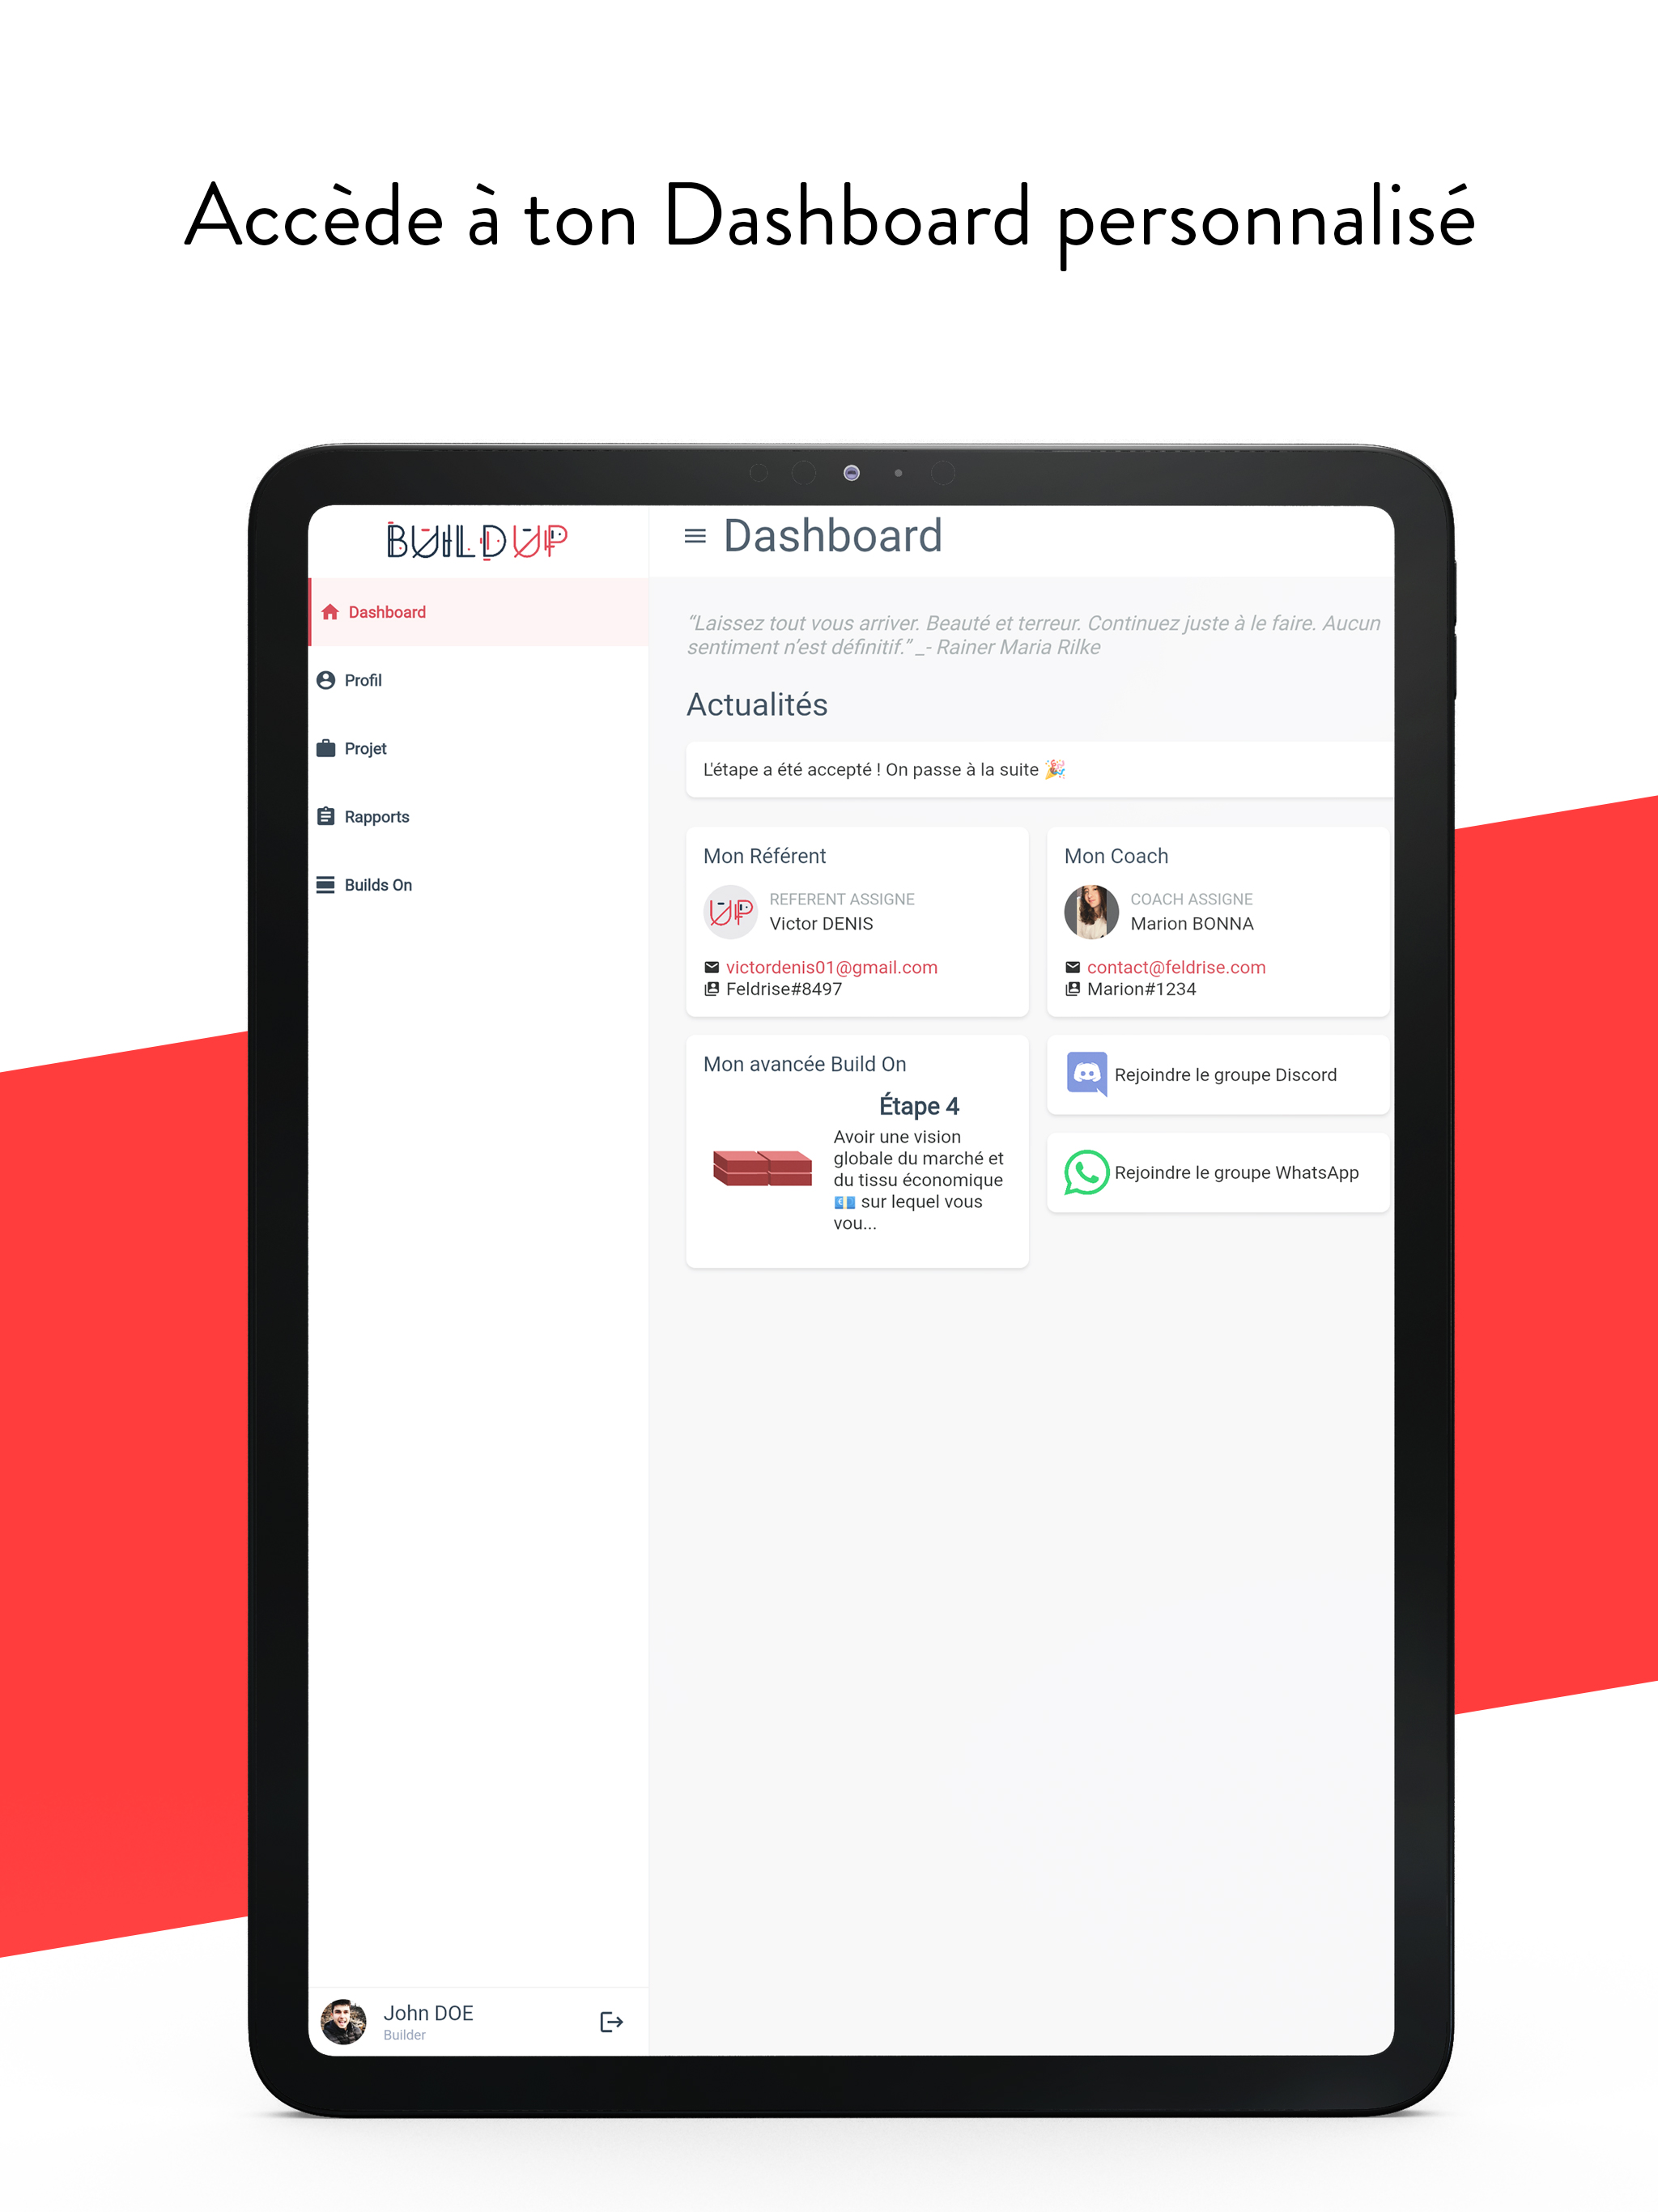 Accède à ton Dashboard personnalisé
BUILDUP
Dashboard
Profil
Projet
Rapports
Builds On
John DOE
Builder
Dashboard
“Laissez tout vous arriver. Beauté et terreur. Continuez juste à le faire. Aucun
sentiment n’est définitif.” _- Rainer Maria Rilke
Actualités
L'étape a été accepté ! On passe à la suite 🎉
Mon Référent
UP
REFERENT ASSIGNE
Victor DENIS
victordenis01@gmail.com
Feldrise#8497
Mon Coach
COACH ASSIGNE
Marion BONNA
contact@feldrise.com
Marion#1234
Mon avancée Build On
Étape 4
Avoir une vision
globale du marché et
du tissu économique
💶 sur lequel vous
vou...
Rejoindre le groupe Discord
Rejoindre le groupe WhatsApp